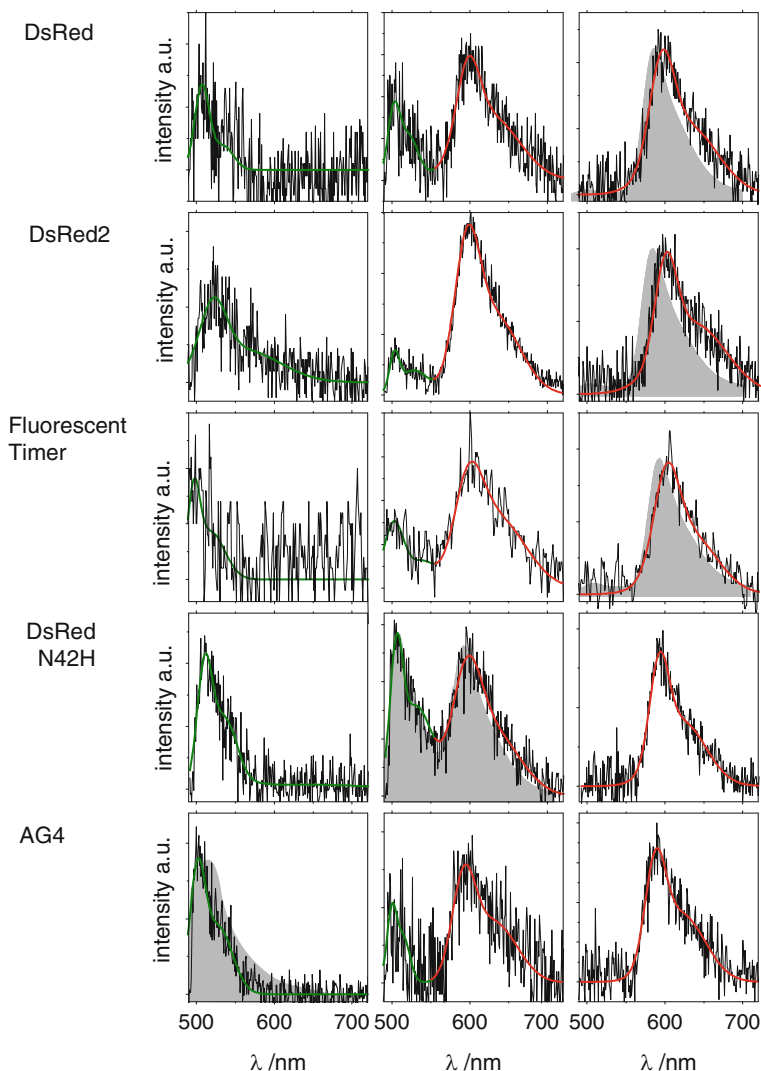 DsRed
intensity a.u.
DsRed2
intensity a.u.
Fluorescent
Timer
intensity a.u.
DsRed
N42H
intensity a.u.
AG4
intensity a.u.
500 600 700 500 600 700 500 600 700
λ /nm λ /nm λ /nm